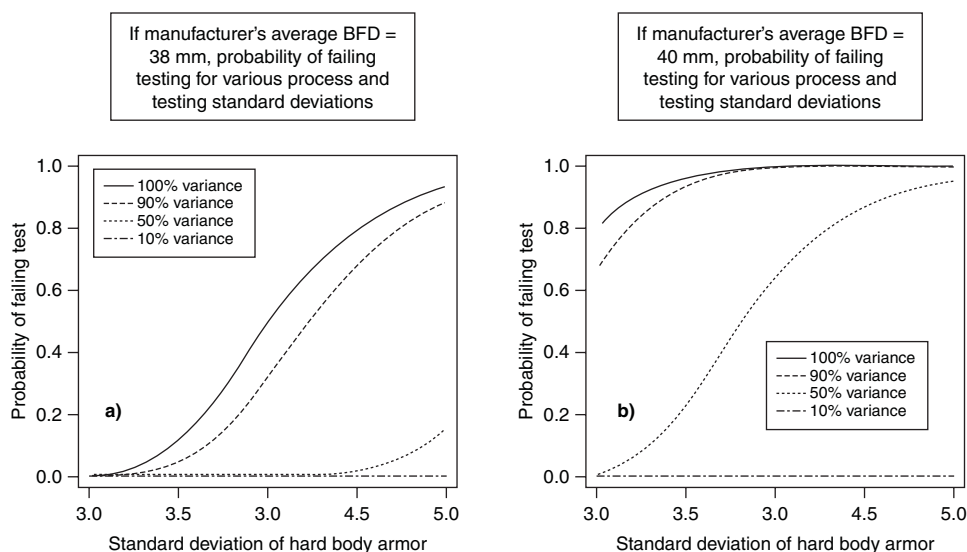 If manufacturer's average BFD =
38 mm, probability of failing
testing for various process and
testing standard deviations
Probability of failing test
1.0
0.8
0.6
0.4
0.2
0.0
100% variance
90% variance
50% variance
10% variance
a)
3.0 3.5 3.0 4.5 5.0
Standard deviation of hard body armor
If manufacturer's average BFD =
40 mm, probability of failing
testing for various process and
testing standard deviations
Probability of failing test
1.0
0.8
0.6
0.4
0.2
0.0
100% variance
90% variance
50% variance
10% variance
b)
3.0 3.5 3.0 4.5 5.0
Standard deviation of hard body armor